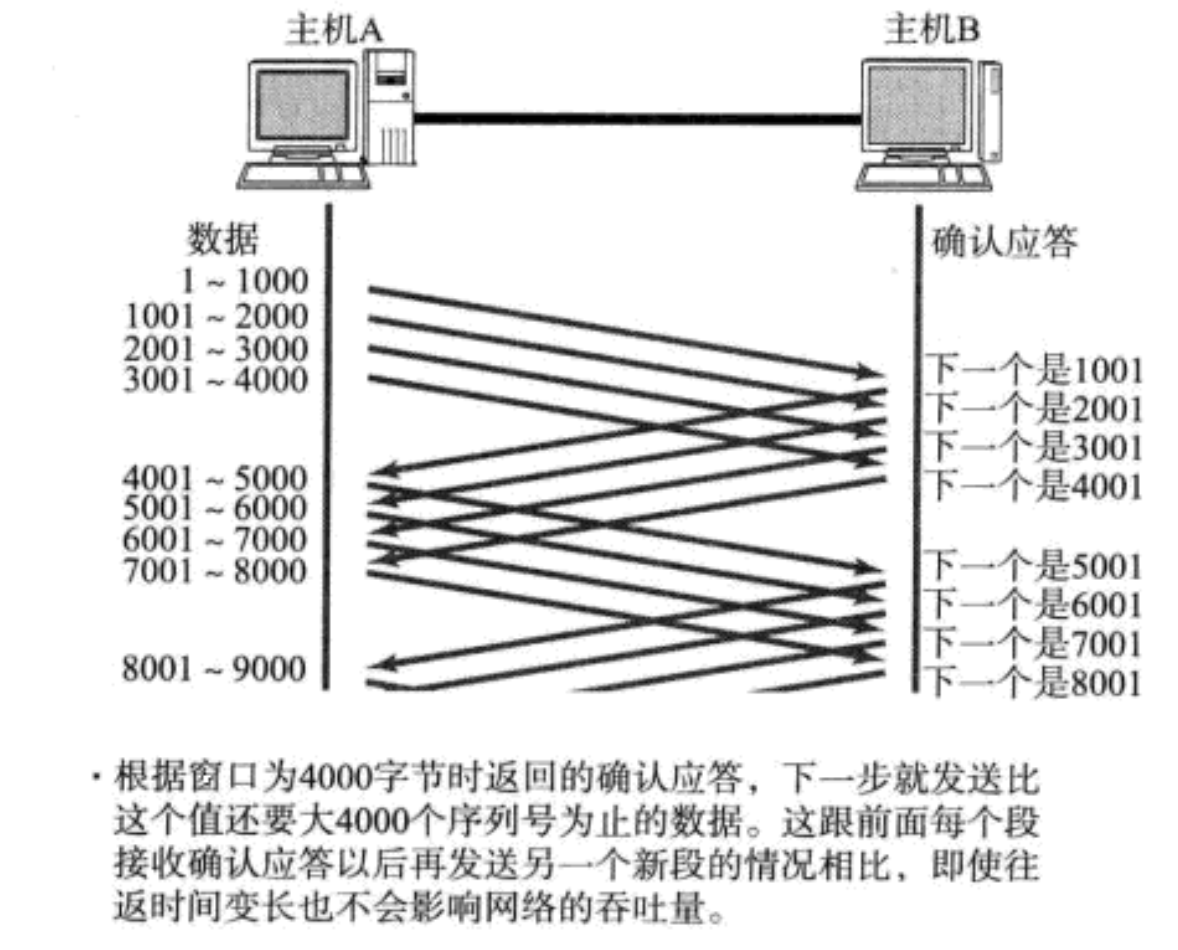 主机A
主机B
数据
确认应答
1 ~ 1000
1001 ~ 2000
2001 ~ 3000
3001 ~ 4000
下一个是1001
下一个是2001
下一个是3001
下一个是4001
4001 ~ 5000
5001 ~ 6000
6001 ~ 7000
7001 ~ 8000
下一个是5001
下一个是6001
下一个是7001
下一个是8001
8001 ~ 9000
· 根据窗口为4000字节时返回的确认应答，下一步就发送比
这个值还要大4000个序列号为止的数据。这跟前面每个段
接收确认应答以后再发送另一个新段的情况相比，即使往
返时间变长也不会影响网络的吞吐量。